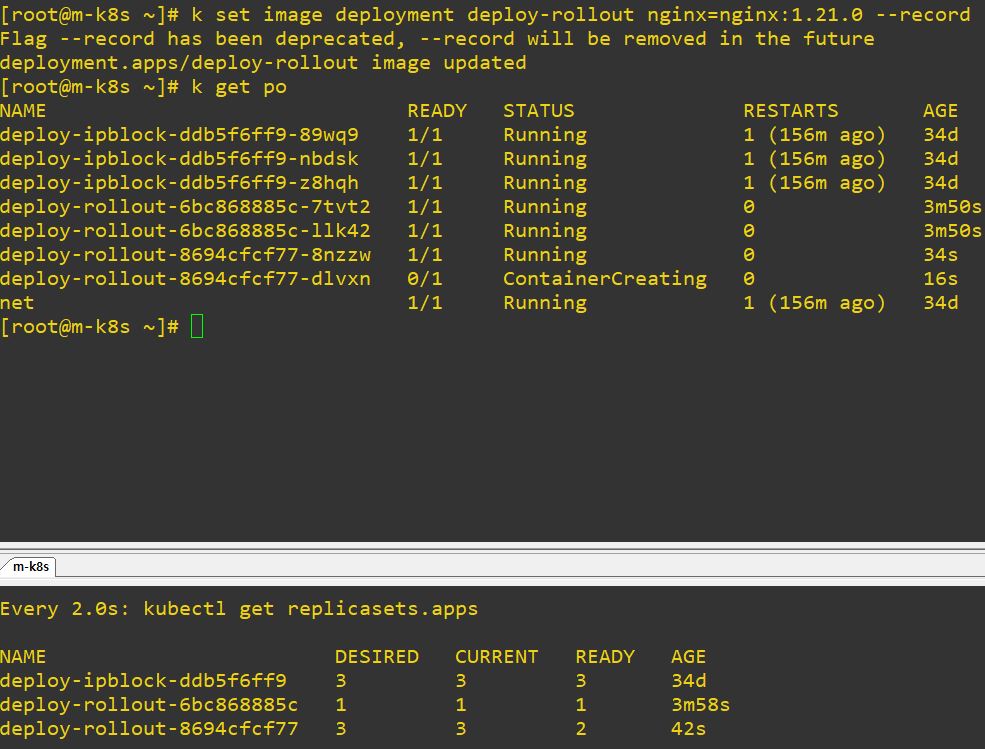 [root@m-k8s ~]# k set image deployment deploy-rollout nginx=nginx:1.21.0 --record
Flag --record has been deprecated, --record will be removed in the future
deployment.apps/deploy-rollout image updated
[root@m-k8s ~]# k get po
NAME READY STATUS RESTARTS AGE
deploy-ipblock-ddb5f6ff9-89wq9 1/1 Running 1 (156m ago) 34d
deploy-ipblock-ddb5f6ff9-nbdsk 1/1 Running 1 (156m ago) 34d
deploy-ipblock-ddb5f6ff9-z8hqh 1/1 Running 1 (156m ago) 34d
deploy-rollout-6bc868885c-7tvt2 1/1 Running 0 3m50s
deploy-rollout-6bc868885c-llk42 1/1 Running 0 3m50s
deploy-rollout-8694cfcf77-8nzzw 1/1 Running 0 34s
deploy-rollout-8694cfcf77-dlvxn 0/1 ContainerCreating 0 16s
net 1/1 Running 1 (156m ago) 34d
[root@m-k8s ~]#
m-k8s
Every 2.0s: kubectl get replicasets.apps
NAME DESIRED CURRENT READY AGE
deploy-ipblock-ddb5f6ff9 3 3 3 34d
deploy-rollout-6bc868885c 1 1 1 3m58s
deploy-rollout-8694cfcf77 3 3 2 42s